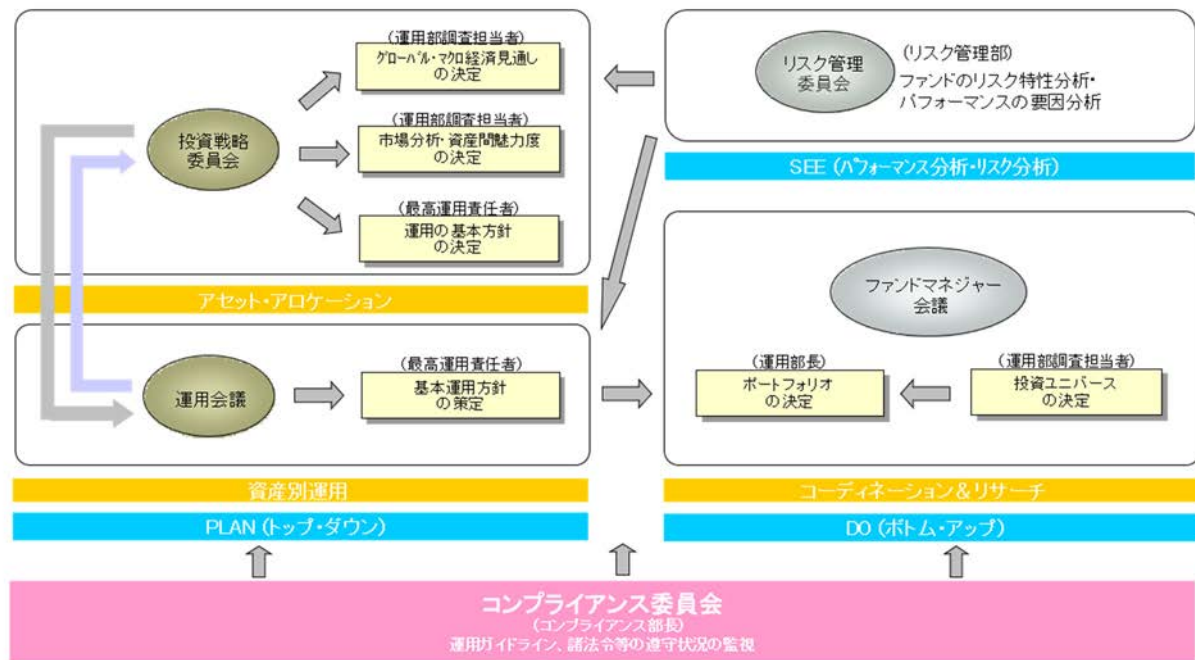 (運用部調査担当者)
グローバル・マクロ経済見通し
の決定
投資戦略
委員会
(運用部調査担当者)
市場分析・資産間魅力度
の決定
(最高運用責任者)
運用の基本方針
の決定
アセット・アロケーション
運用会議
(最高運用責任者)
基本運用方針
の策定
資産別運用
PLAN (トップ・ダウン)
リスク管理
委員会
(リスク管理部)
ファンドのリスク特性分析・
パフォーマンスの要因分析
SEE (パフォーマンス分析・リスク分析)
ファンドマネジャー
会議
(運用部長)
ポートフォリオ
の決定
(運用部調査担当者)
投資ユニバース
の決定
コーディネーション＆リサーチ
DO (ボトム・アップ)
コンプライアンス委員会
(コンプライアンス部長)
運用ガイドライン、諸法令等の遵守状況の監視